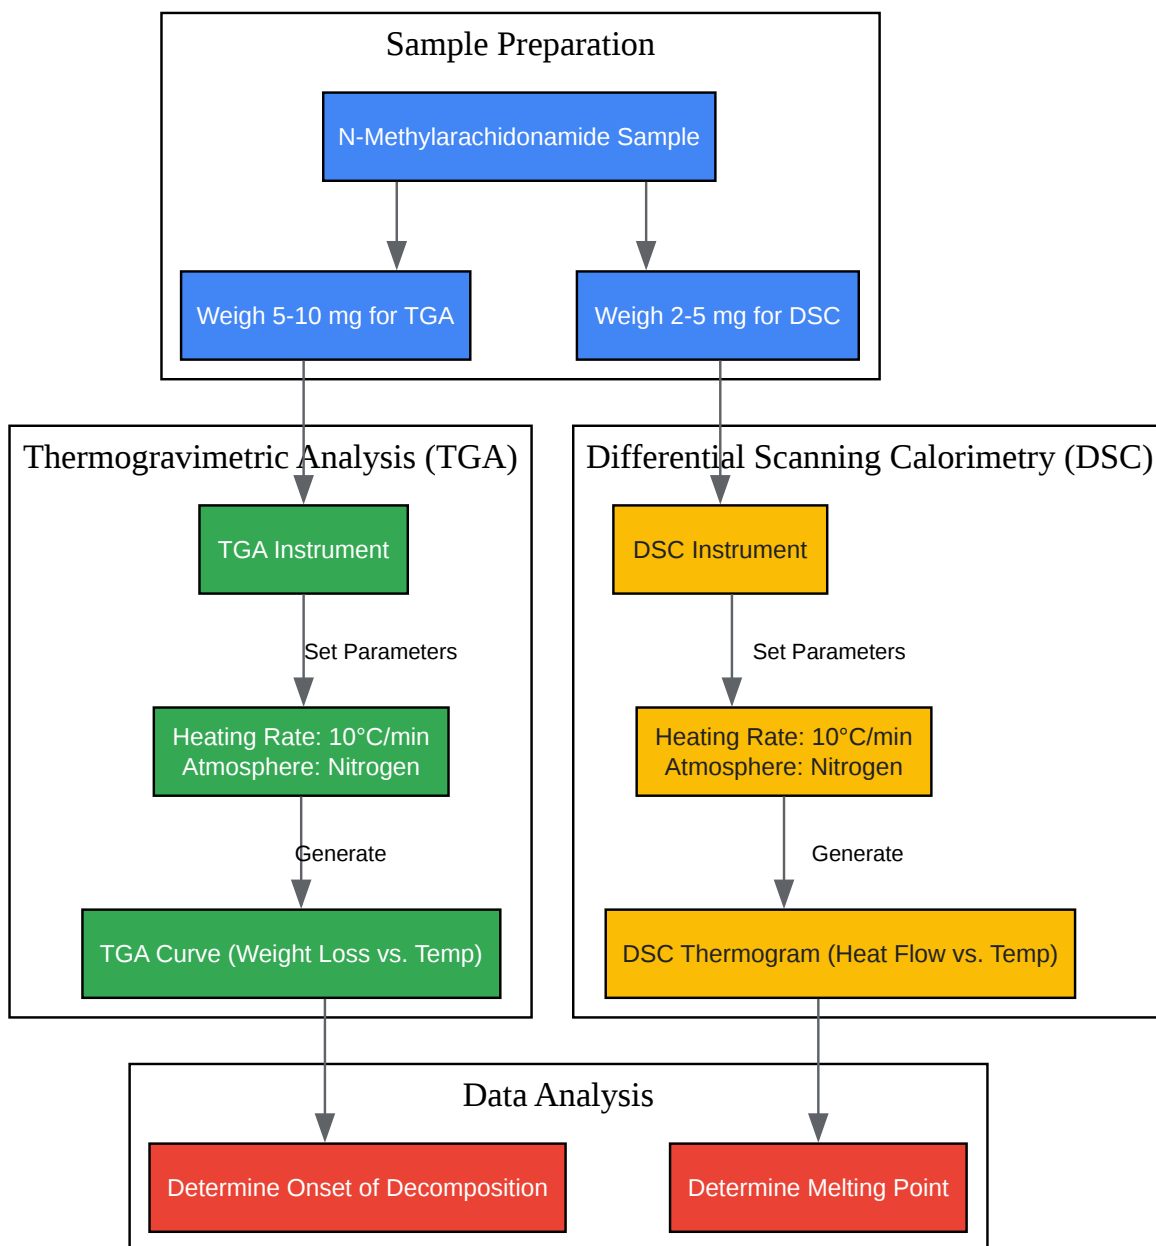 Sample Preparation
N-Methylarachidonamide Sample
Weigh 5-10 mg for TGA
Weigh 2-5 mg for DSC
Thermogravimetric Analysis (TGA)
TGA Instrument
Set Parameters
Heating Rate: 10°C/min
Atmosphere: Nitrogen
Generate
TGA Curve (Weight Loss vs. Temp)
Differential Scanning Calorimetry (DSC)
DSC Instrument
Set Parameters
Heating Rate: 10°C/min
Atmosphere: Nitrogen
Generate
DSC Thermogram (Heat Flow vs. Temp)
Data Analysis
Determine Onset of Decomposition
Determine Melting Point